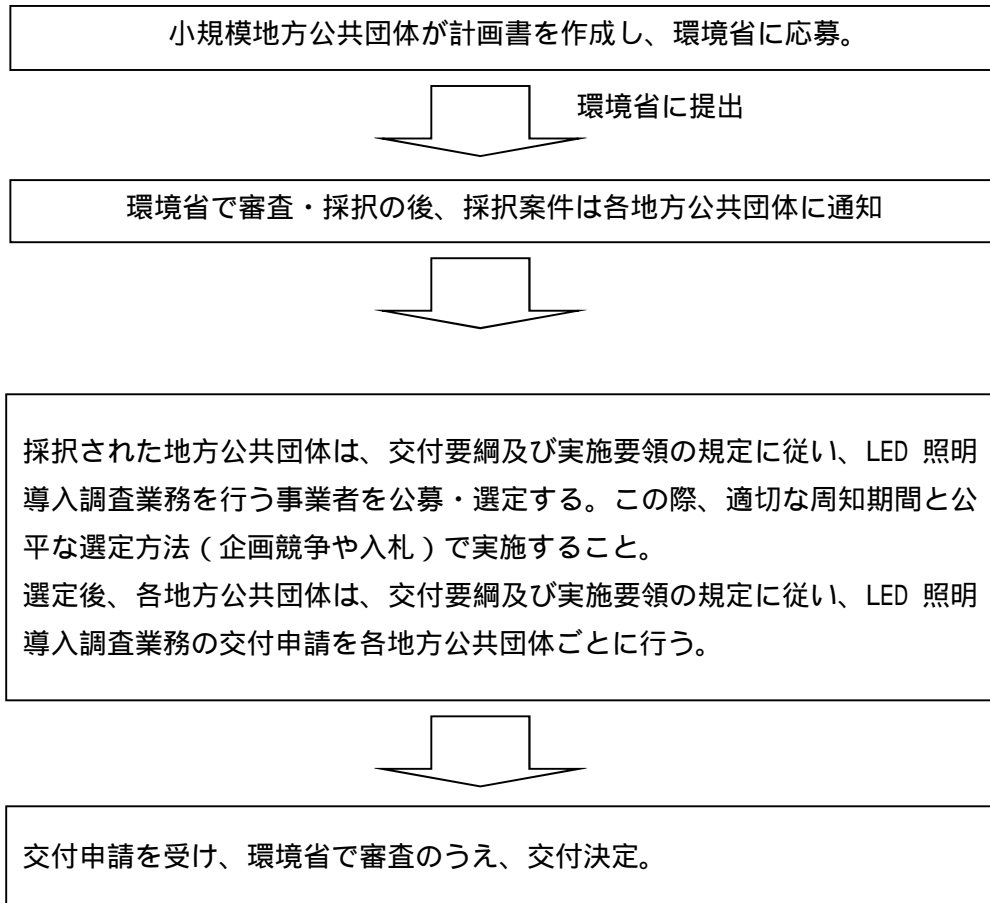 小規模地方公共団体が計画書を作成し、環境省に応募。
環境省に提出
環境省で審査・採択の後、採択案件は各地方公共団体に通知
採択された地方公共団体は、交付要綱及び実施要領の規定に従い、LED 照明
導入調査業務を行う事業者を公募・選定する。この際、適切な周知期間と公
平な選定方法（企画競争や入札）で実施すること。
選定後、各地方公共団体は、交付要綱及び実施要領の規定に従い、LED 照明
導入調査業務の交付申請を各地方公共団体ごとに行う。
交付申請を受け、環境省で審査のうえ、交付決定。